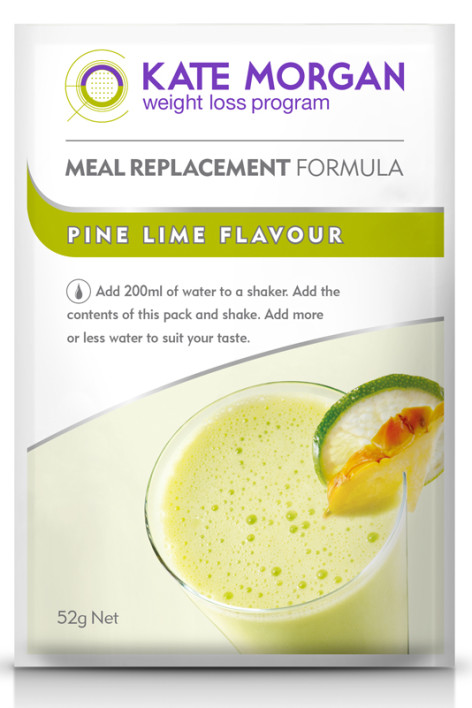 KATE MORGAN
weight loss program
MEAL REPLACEMENT FORMULA
PINE LIME FLAVOUR
Add 200ml of water to a shaker. Add the
contents of this pack and shake. Add more
or less water to suit your taste.
52g Net